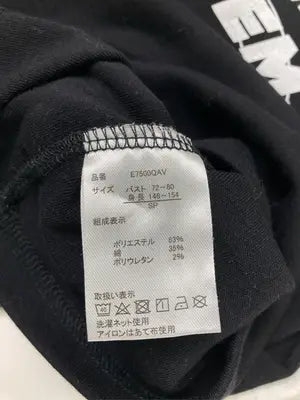 EM
品番 E7500QAV
サイズ バスト 72-80
身長 146-154
SP
組成表示
ポリエステル 63%
綿 35%
ポリウレタン 2%
取扱い表示
40
洗濯ネット使用
アイロンはあて布使用